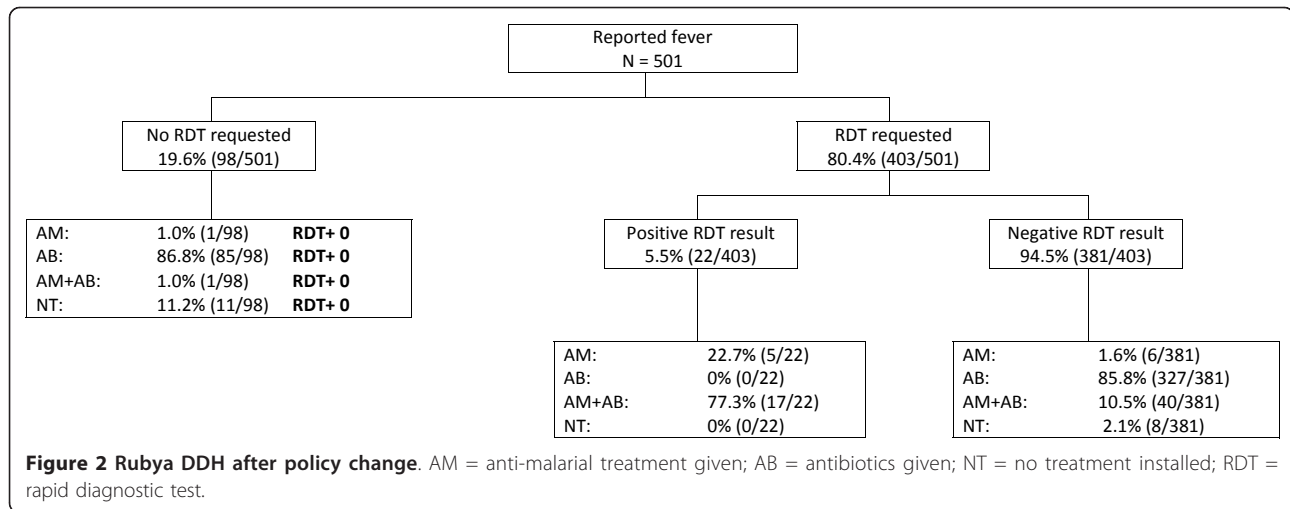 Reported fever
N = 501
No RDT requested
19.6% (98/501)
RDT requested
80.4% (403/501)
AM: 1.0% (1/98) RDT+ 0
AB: 86.8% (85/98) RDT+ 0
AM+AB: 1.0% (1/98) RDT+ 0
NT: 11.2% (11/98) RDT+ 0
Positive RDT result
5.5% (22/403)
Negative RDT result
94.5% (381/403)
AM: 22.7% (5/22)
AB: 0% (0/22)
AM+AB: 77.3% (17/22)
NT: 0% (0/22)
AM: 1.6% (6/381)
AB: 85.8% (327/381)
AM+AB: 10.5% (40/381)
NT: 2.1% (8/381)
Figure 2 Rubya DDH after policy change. AM = anti-malarial treatment given; AB = antibiotics given; NT = no treatment installed; RDT =
rapid diagnostic test.